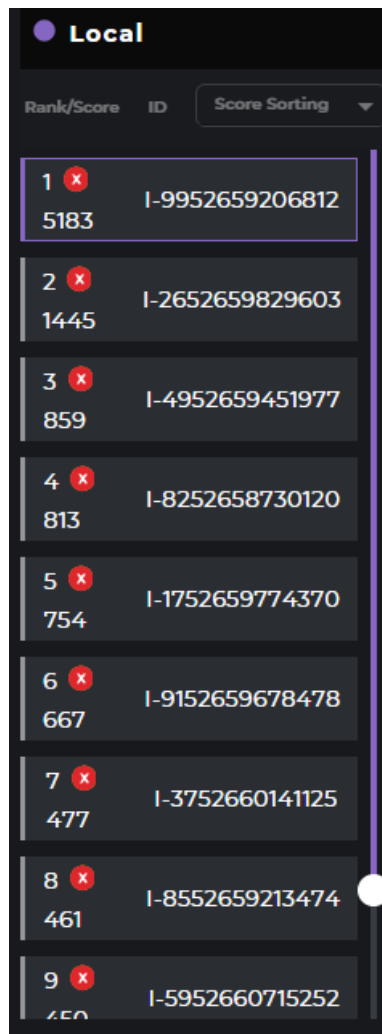 Local
Rank/Score ID Score Sorting
1 x
5183 I-9952659206812
2 x
1445 I-2652659829603
3 x
859 I-4952659451977
4 x
813 I-8252658730120
5 x
754 I-1752659774370
6 x
667 I-9152659678478
7 x
477 I-3752660141125
8 x
461 I-8552659213474
9 x
I-5952660715252